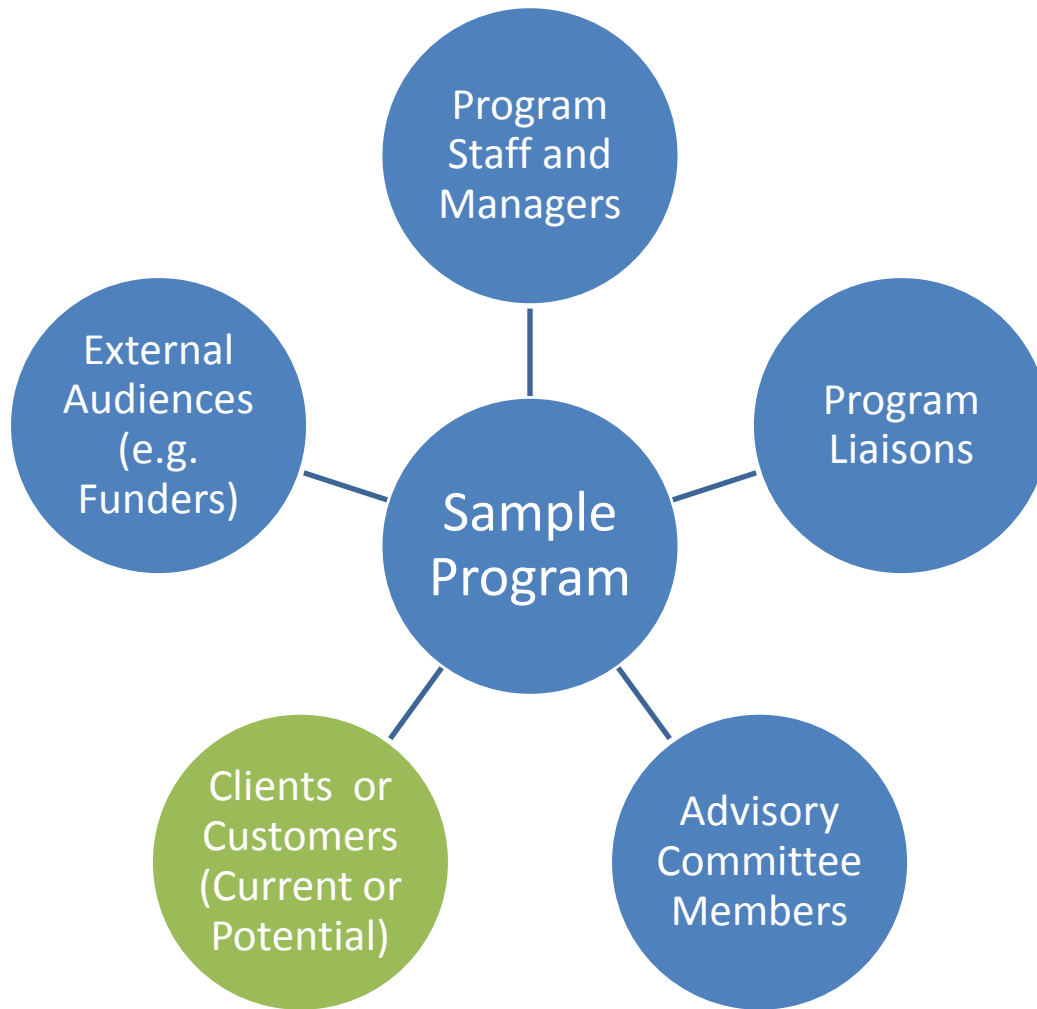 Program
Staff and
Managers
External
Audiences
(e.g.
Funders)
Program
Liaisons
Sample
Program
Clients  or
Customers
(Current or
Potential)
Advisory
Committee
Members